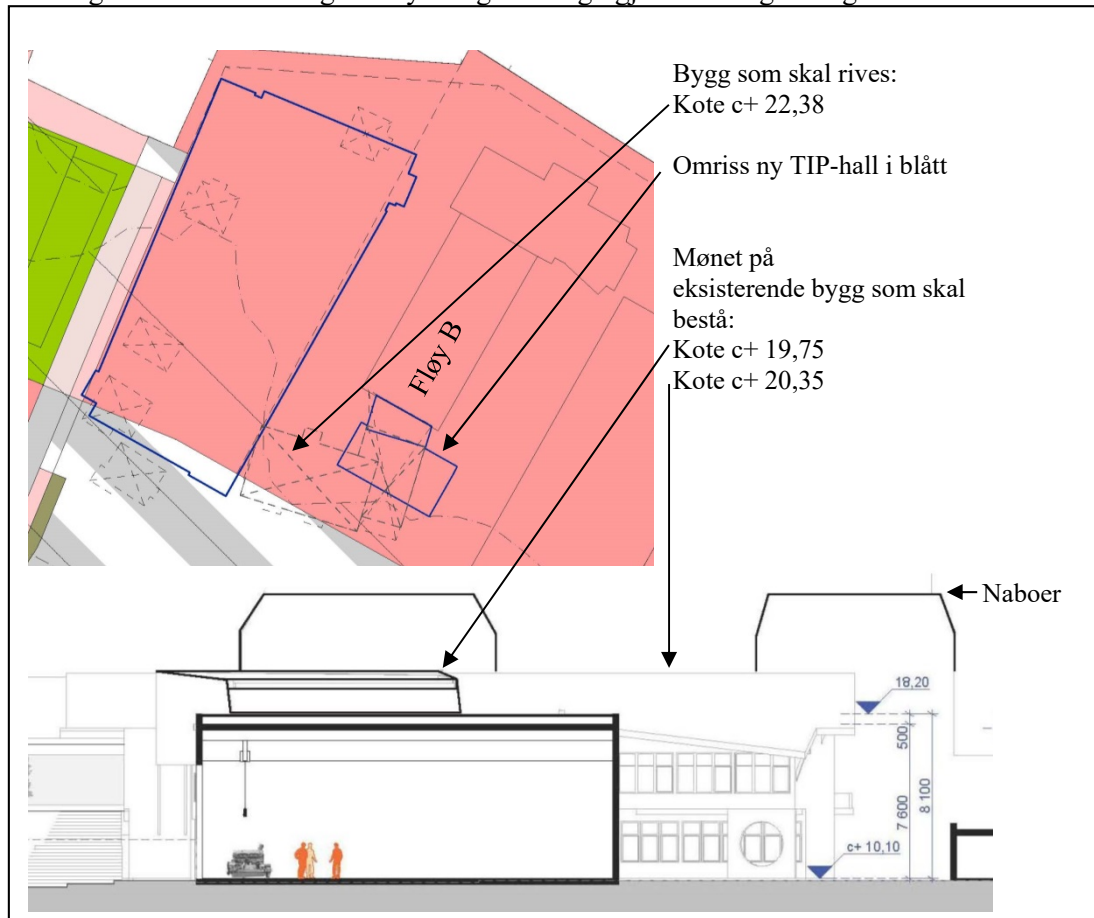 Bygg som skal rives:
Kote c+ 22,38
Omriss ny TIP-hall i blått
Mønet på
eksisterende bygg som skal
bestå:
Kote c+ 19,75
Kote c+ 20,35
Fløy B
Naboer
18,20
500
7 600
8 100
c+ 10,10